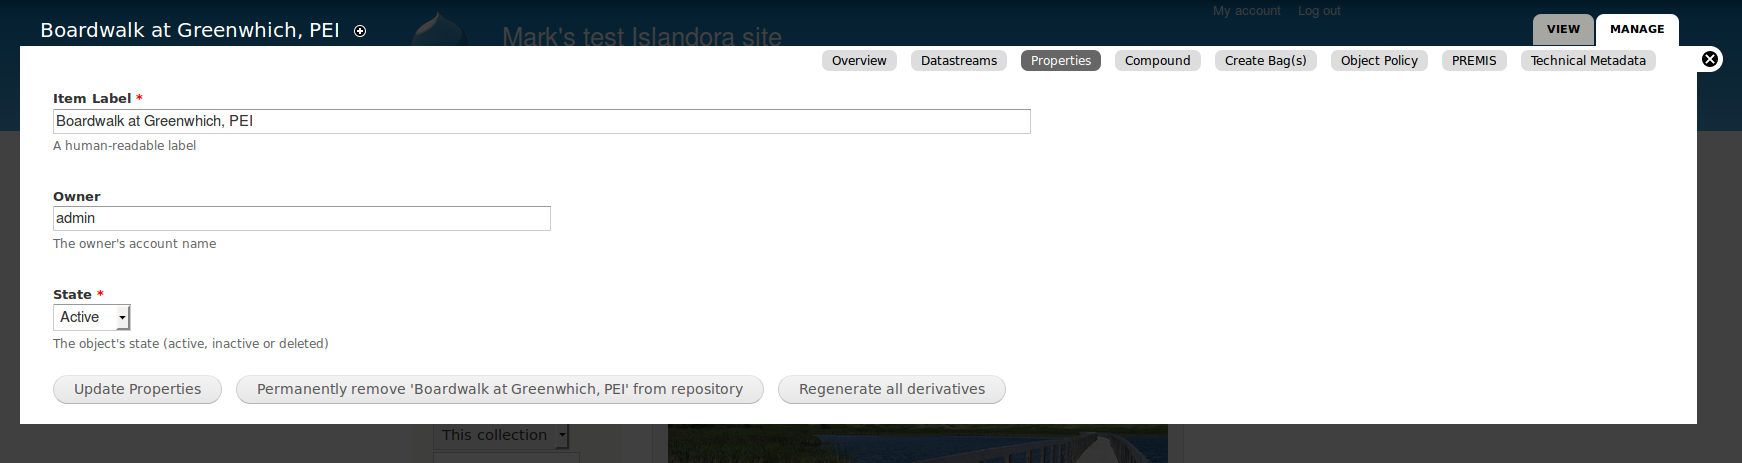 My account Log out
Mark's test Islandora site
Boardwalk at Greenwhich, PEI
VIEW MANAGE
Overview Datastreams Properties Compound Create Bag(s) Object Policy PREMIS Technical Metadata
Item Label *
Boardwalk at Greenwhich, PEI
A human-readable label
Owner
admin
The owner's account name
State *
Active
The object's state (active, inactive or deleted)
Update Properties Permanently remove 'Boardwalk at Greenwhich, PEI' from repository Regenerate all derivatives
This collection